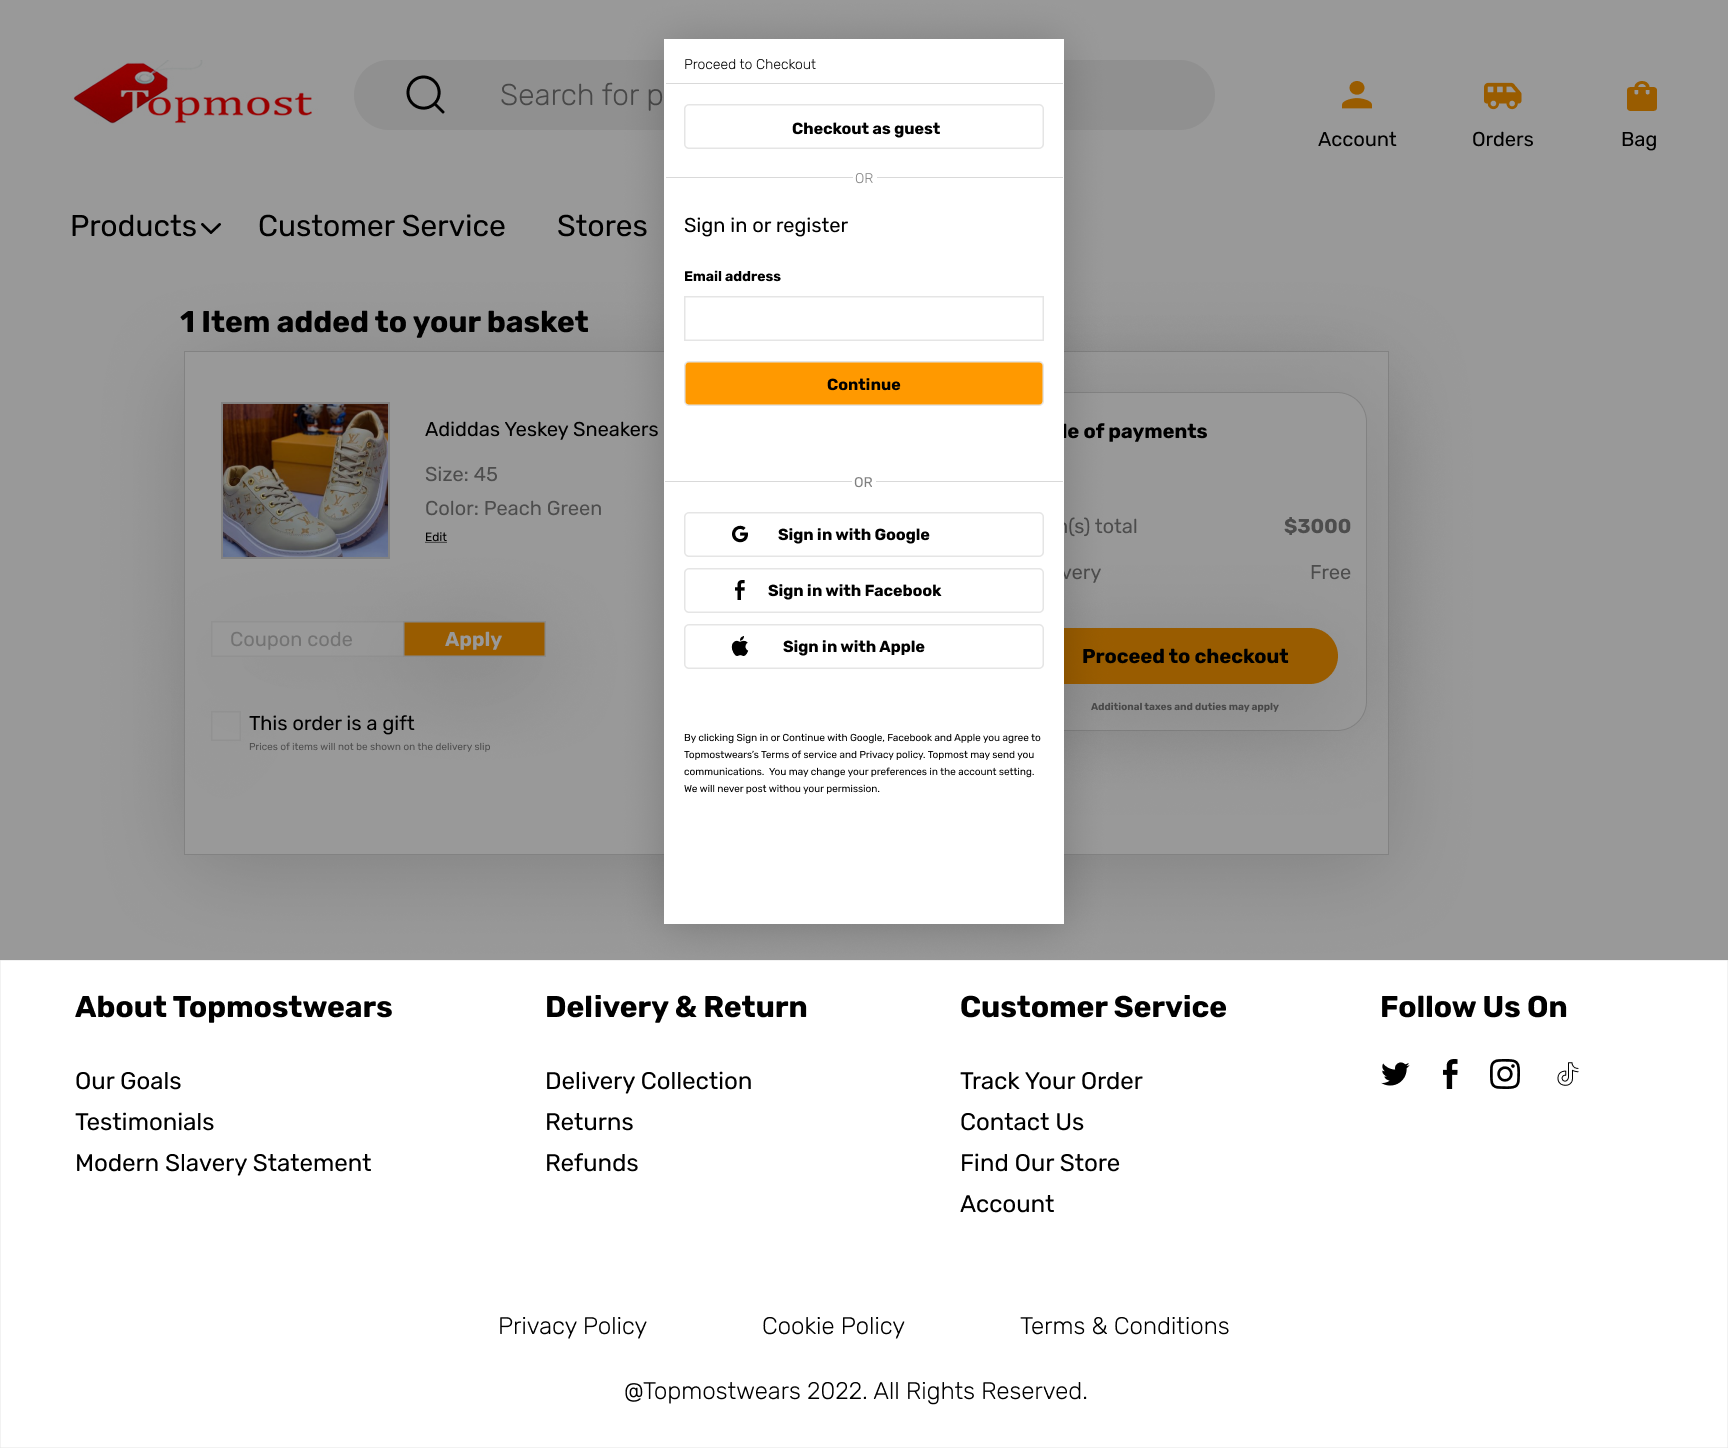 Topmost
Search for p
Account
Orders
Bag
Products
Customer Service
Stores
Proceed to Checkout
Checkout as guest
OR
Sign in or register
Email address
Continue
OR
Sign in with Google
Sign in with Facebook
Sign in with Apple
By clicking Sign in or Continue with Google, Facebook and Apple you agree to
Topmostwears's Terms of service and Privacy policy. Topmost may send you
communications. You may change your preferences in the account setting.
We will never post withou your permission.
1 Item added to your basket
Adiddas Yeskey Sneakers
Size: 45
Color: Peach Green
Edit
Coupon code
Apply
This order is a gift
Prices of items will not be shown on the delivery slip
le of payments
(s) total
$3000
very
Free
Proceed to checkout
Additional taxes and duties may apply
About Topmostwears
Our Goals
Testimonials
Modern Slavery Statement
Delivery & Return
Delivery Collection
Returns
Refunds
Customer Service
Track Your Order
Contact Us
Find Our Store
Account
Follow Us On
Privacy Policy
Cookie Policy
Terms & Conditions
@Topmostwears 2022. All Rights Reserved.